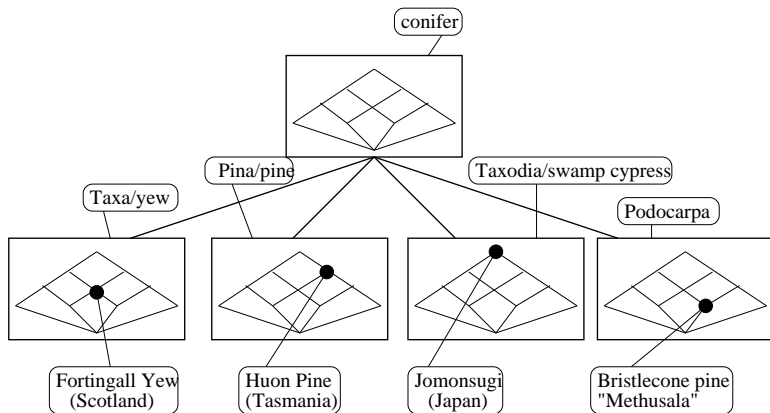 conifer
Pina/pine
Taxodia/swamp cypress
Taxa/yew
Podocarpa
Fortingall Yew
(Scotland)
Huon Pine
(Tasmania)
Jomonsugi
(Japan)
Bristlecone pine
"Methusala"